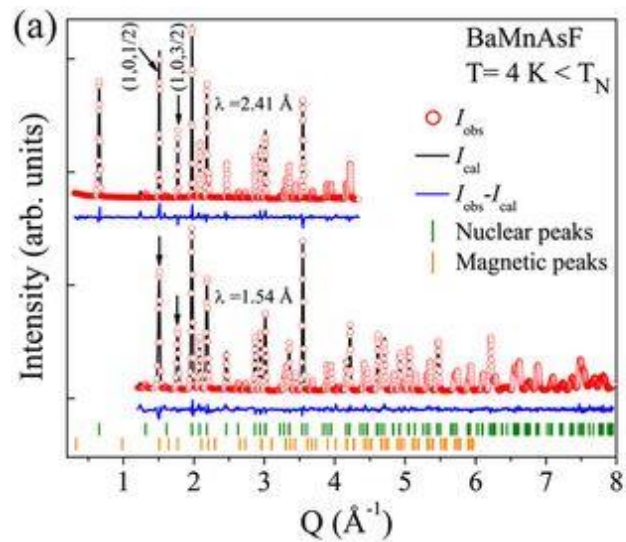 (a)
BaMnAsF
T= 4 K < T_N
(1,0,1/2)
(1,0,3/2)
λ =2.41 Å
I_obs
I_cal
I_obs-I_cal
Nuclear peaks
Magnetic peaks
λ =1.54 Å
Intensity (arb. units)
1 2 3 4 5 6 7 8
Q (Å⁻¹)